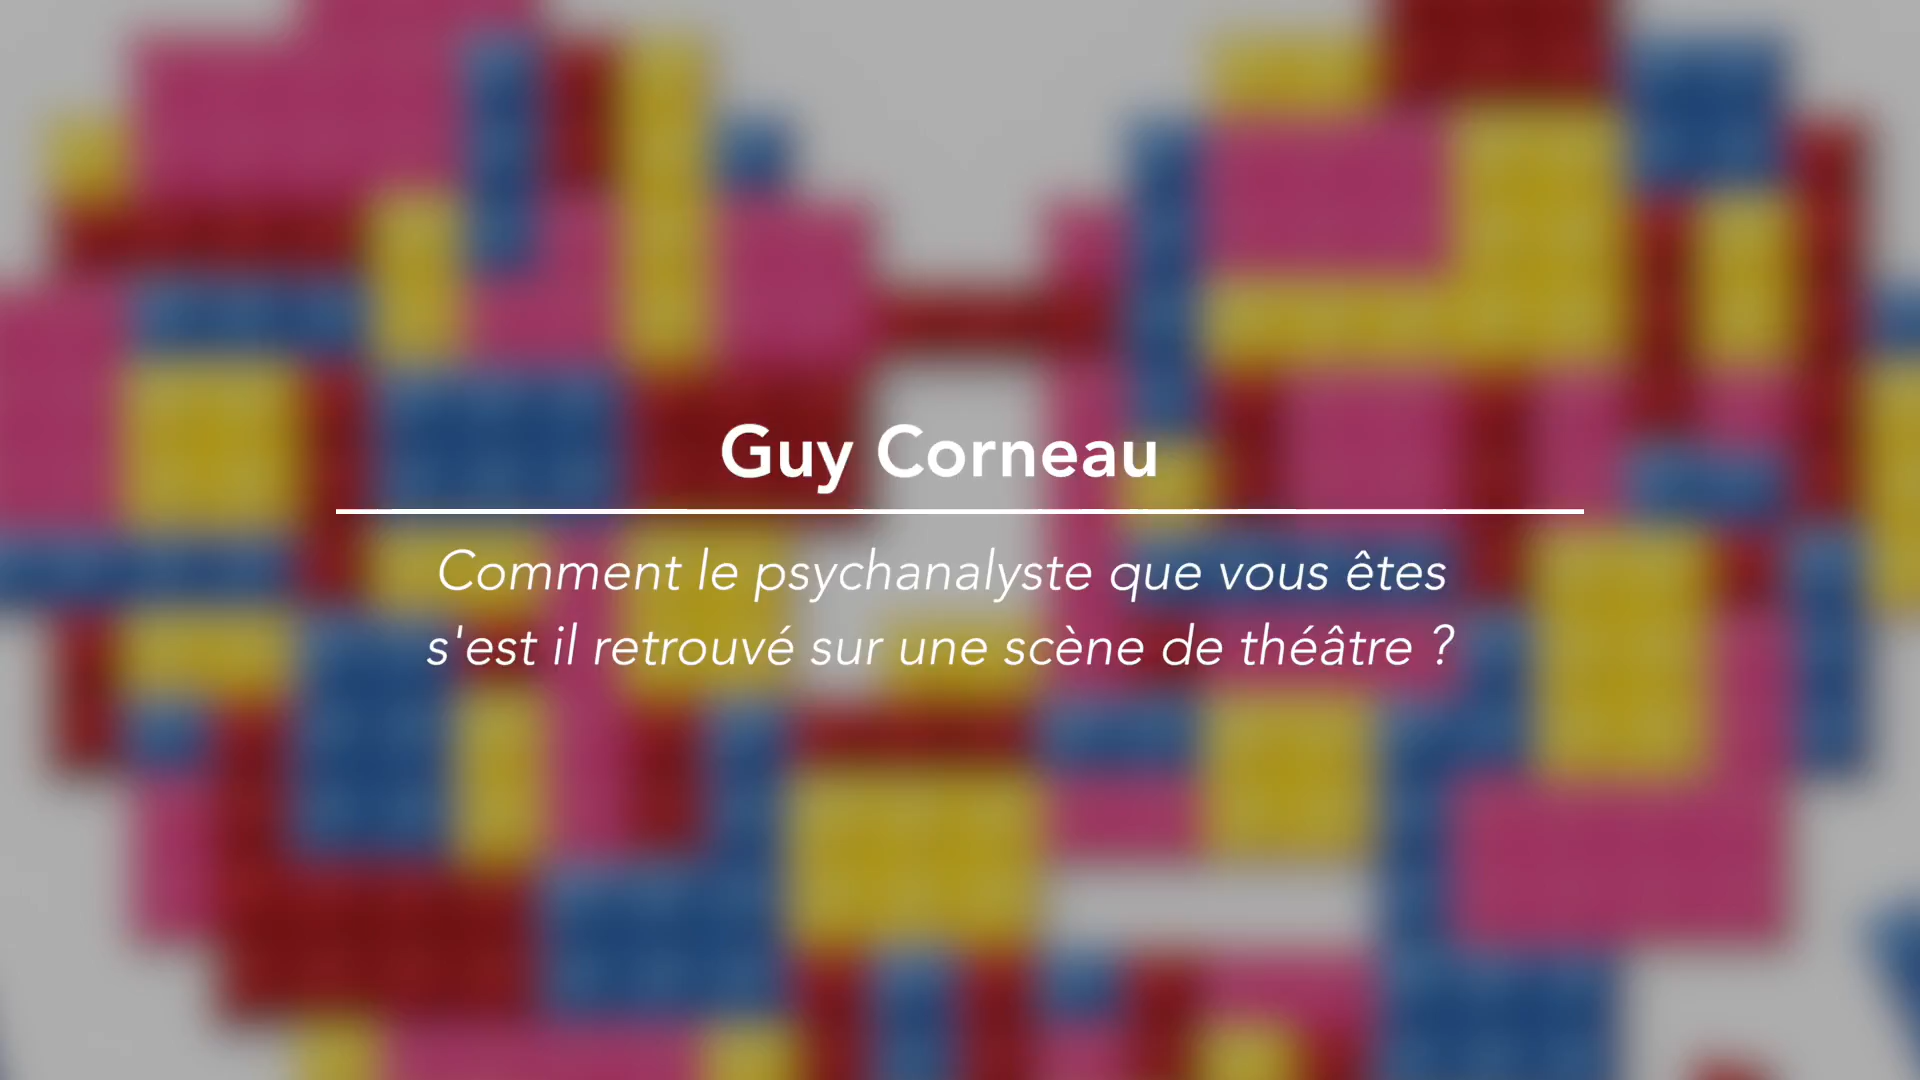 Guy Corneau
Comment le psychanalyste que vous êtes
s'est il retrouvé sur une scène de théâtre ?